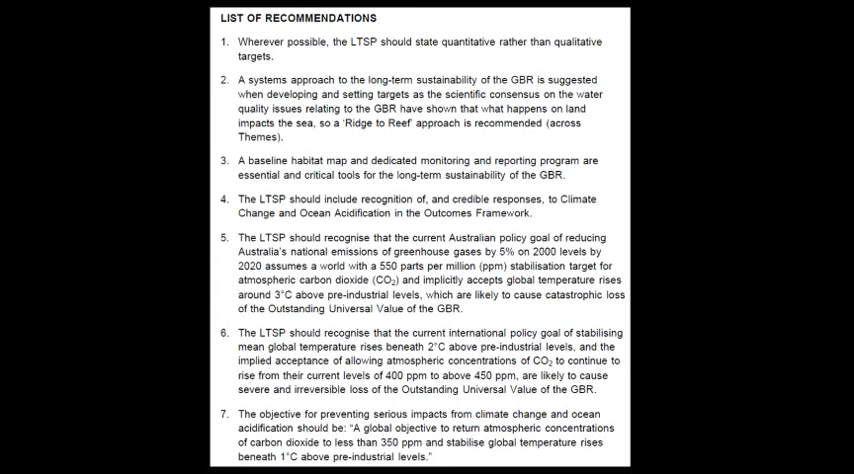 LIST OF RECOMMENDATIONS
1. Wherever possible, the LTSP should state quantitative rather than qualitative
targets.
2. A systems approach to the long-term sustainability of the GBR is suggested
when developing and setting targets as the scientific consensus on the water
quality issues relating to the GBR have shown that what happens on land
impacts the sea, so a ‘Ridge to Reef’ approach is recommended (across
Themes).
3. A baseline habitat map and dedicated monitoring and reporting program are
essential and critical tools for the long-term sustainability of the GBR.
4. The LTSP should include recognition of, and credible responses, to Climate
Change and Ocean Acidification in the Outcomes Framework.
5. The LTSP should recognise that the current Australian policy goal of reducing
Australia’s national emissions of greenhouse gases by 5% on 2000 levels by
2020 assumes a world with a 550 parts per million (ppm) stabilisation target for
atmospheric carbon dioxide (CO₂) and implicitly accepts global temperature rises
around 3°C above pre-industrial levels, which are likely to cause catastrophic loss
of the Outstanding Universal Value of the GBR.
6. The LTSP should recognise that the current international policy goal of stabilising
mean global temperature rises beneath 2°C above pre-industrial levels, and the
implied acceptance of allowing atmospheric concentrations of CO₂ to continue to
rise from their current levels of 400 ppm to above 450 ppm, are likely to cause
severe and irreversible loss of the Outstanding Universal Value of the GBR.
7. The objective for preventing serious impacts from climate change and ocean
acidification should be: “A global objective to return atmospheric concentrations
of carbon dioxide to less than 350 ppm and stabilise global temperature rises
beneath 1°C above pre-industrial levels.”